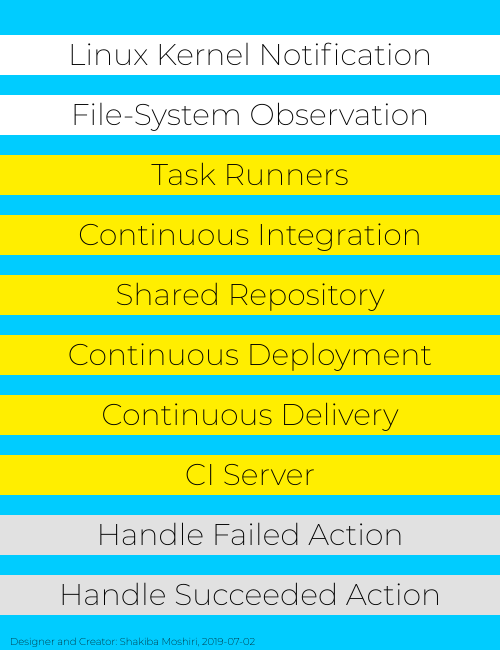 Linux Kernel Notification
File-System Observation
Task Runners
Continuous Integration
Shared Repository
Continuous Deployment
Continuous Delivery
CI Server
Handle Failed Action
Handle Succeeded Action
Designer and Creator: Shakiba Moshiri, 2019-07-02